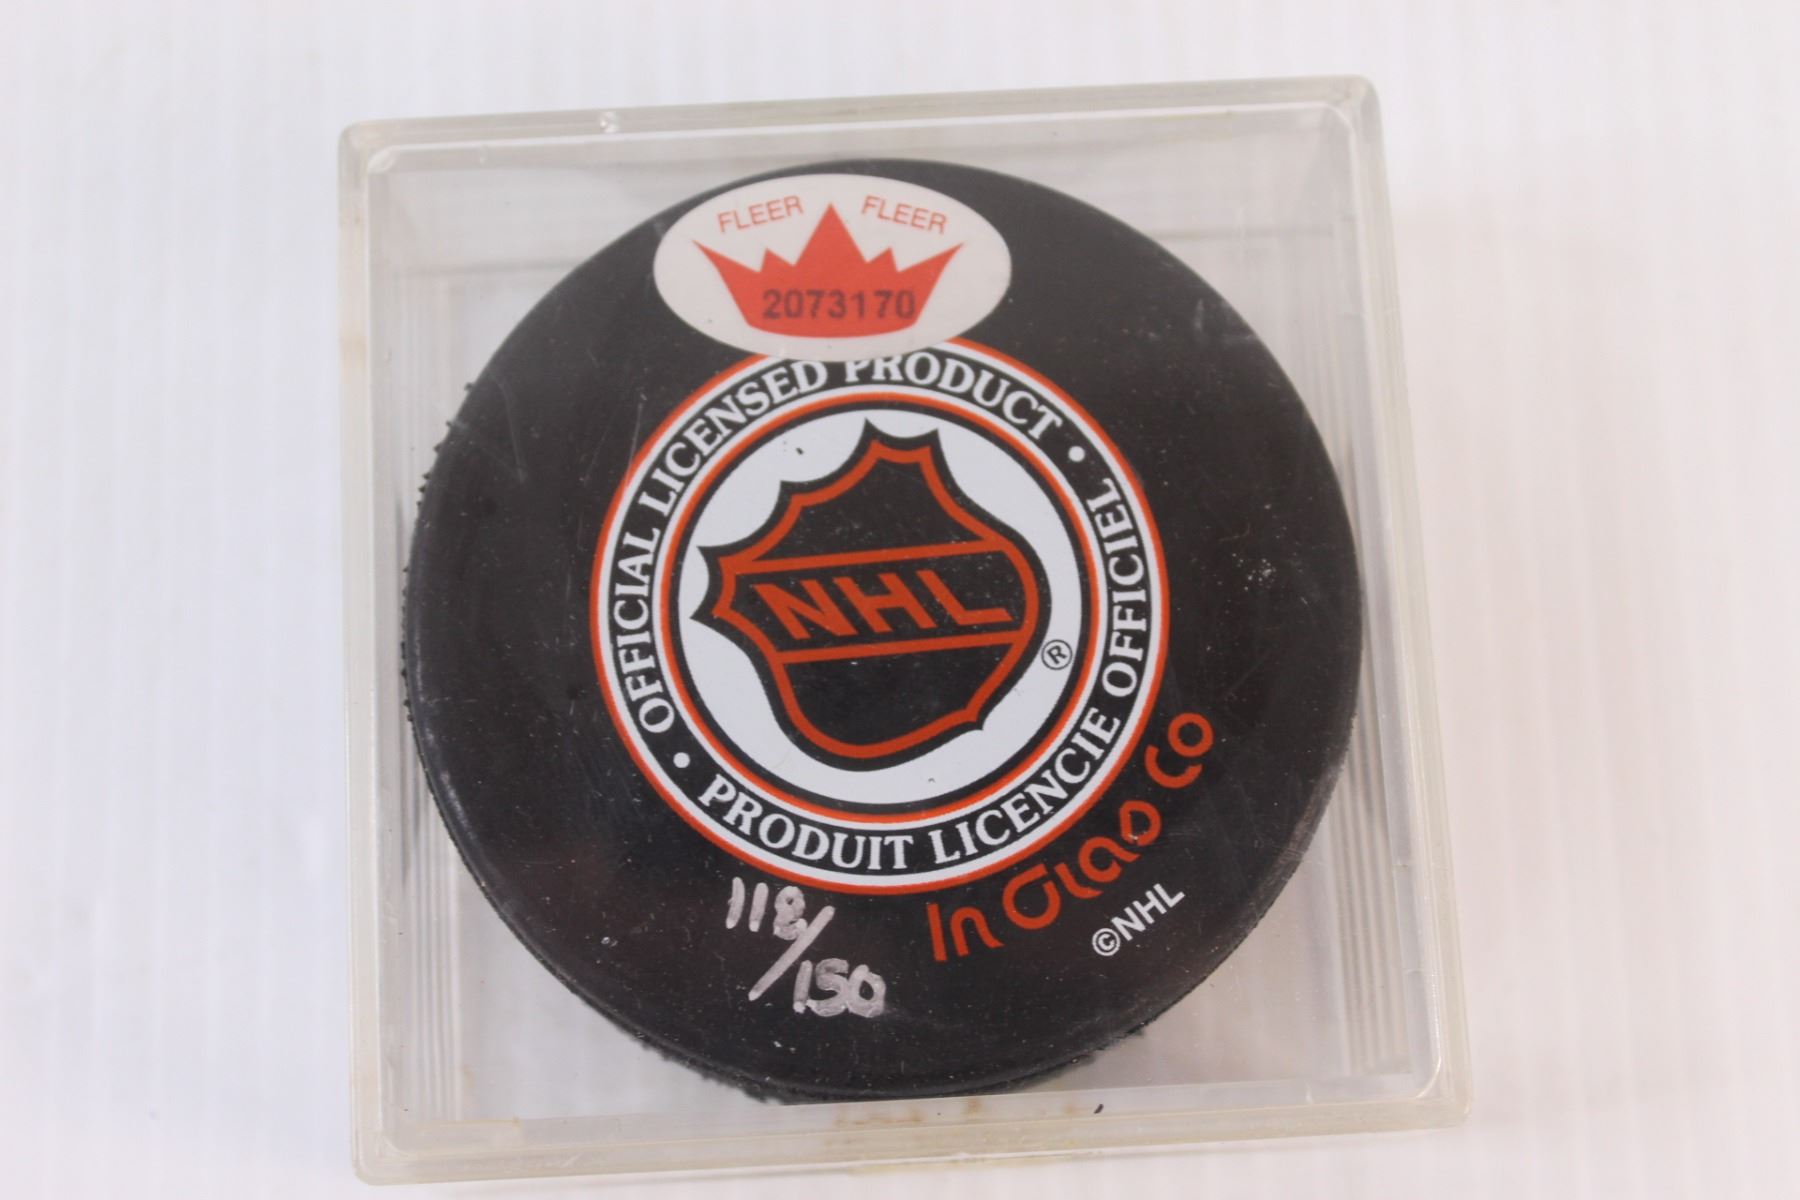 FLEER FLEER
2073170
OFFICIAL LICENSED PRODUCT • PRODUIT LICENCIE OFFICIEL •
NHL
®
In Glas Co
©NHL
118/150